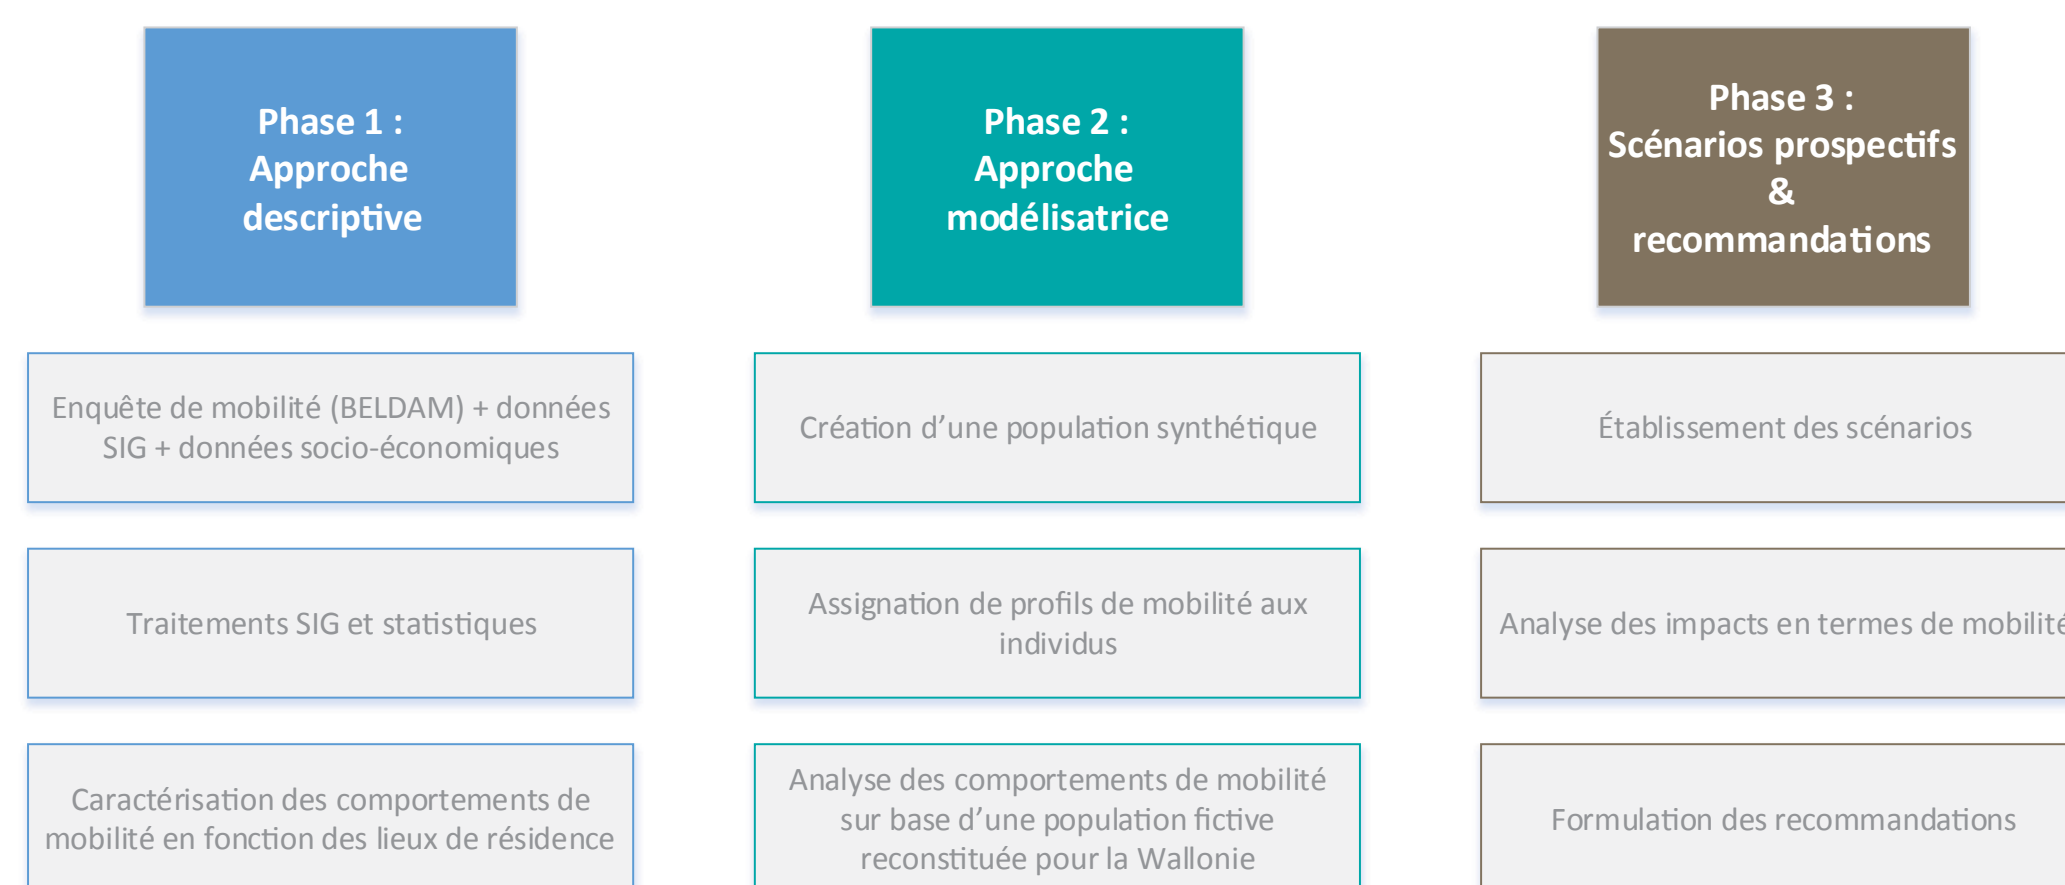 Phase 1 :
Approche
descriptive
Enquête de mobilité (BELDAM) + données
SIG + données socio-économiques
Traitements SIG et statistiques
Caractérisation des comportements de
mobilité en fonction des lieux de résidence
Phase 2 :
Approche
modélisatrice
Création d’une population synthétique
Assignation de profils de mobilité aux
individus
Analyse des comportements de mobilité
sur base d’une population fictive
reconstituée pour la Wallonie
Phase 3 :
Scénarios prospectifs
&
recommandations
Établissement des scénarios
Analyse des impacts en termes de mobilité
Formulation des recommandations